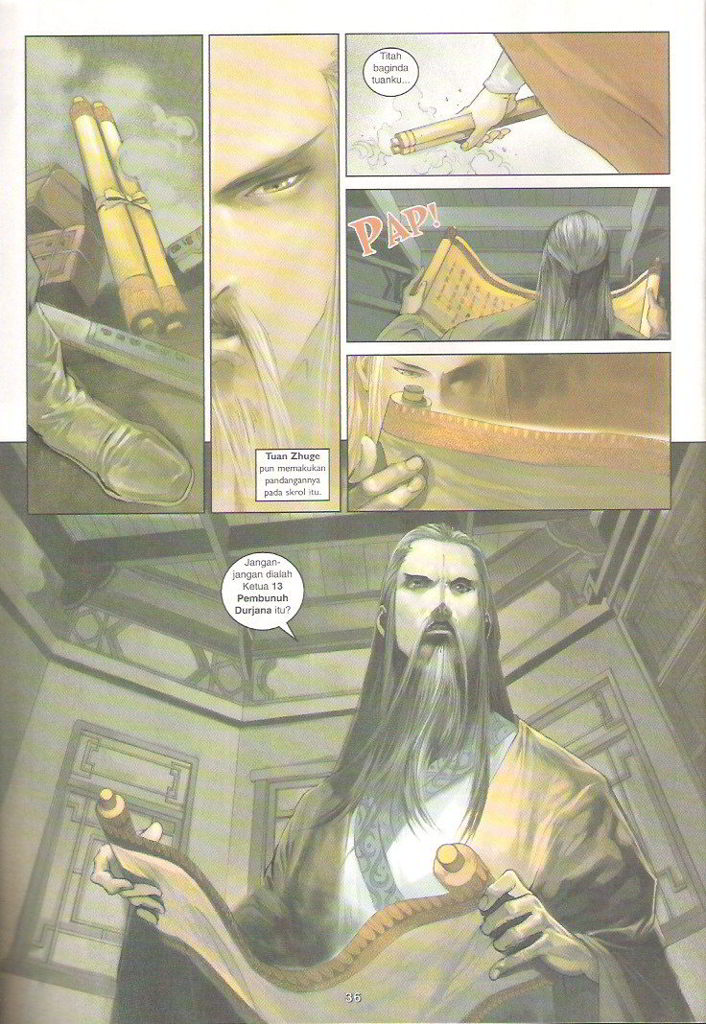 Titah
baginda
tuanku...
PAP!
Tuan Zhuge
pun memakukan
pandangannya
pada skrol itu.
Jangan-
jangan dialah
Ketua 13
Pembunuh
Durjana itu?
36